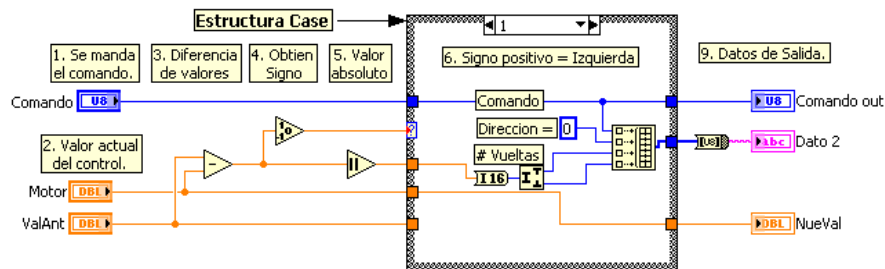 Estructura Case
1
1. Se manda
el comando.
3. Diferencia
de valores
4. Obtien
Signo
5. Valor
absoluto
6. Signo positivo = Izquierda
9. Datos de Salida.
Comando
U8
Comando
U8
Comando out
Direccion =
0
2. Valor actual
del control.
# Vueltas
I16
[U8]
abc
Dato 2
Motor
DBL
ValAnt
DBL
DBL
NueVal